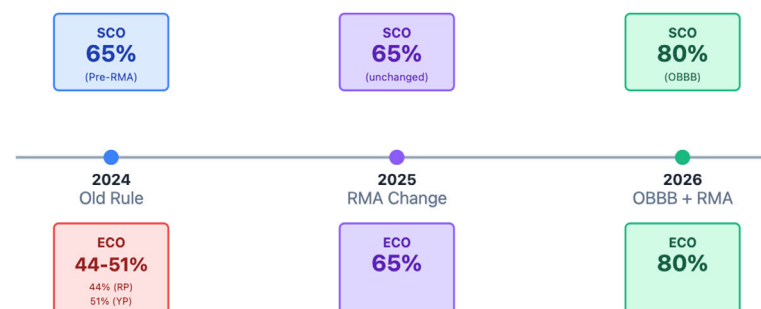 SCO
65%
(Pre-RMA)
SCO
65%
(unchanged)
SCO
80%
(OBBB)
2024
Old Rule
2025
RMA Change
2026
OBBB + RMA
ECO
44-51%
44% (RP)
51% (YP)
ECO
65%
ECO
80%